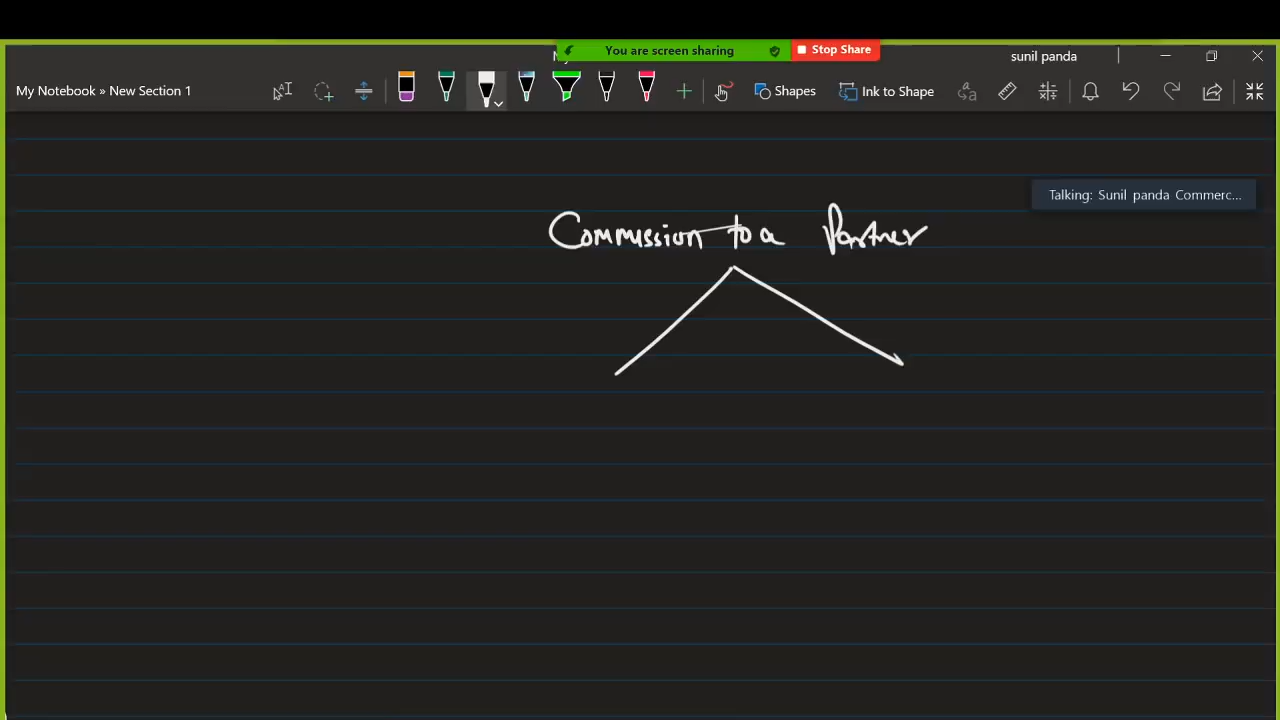 You are screen sharing Stop Share
sunil panda
My Notebook » New Section 1 Shapes Ink to Shape
Talking: Sunil panda Commerc...
Commission to a Partner